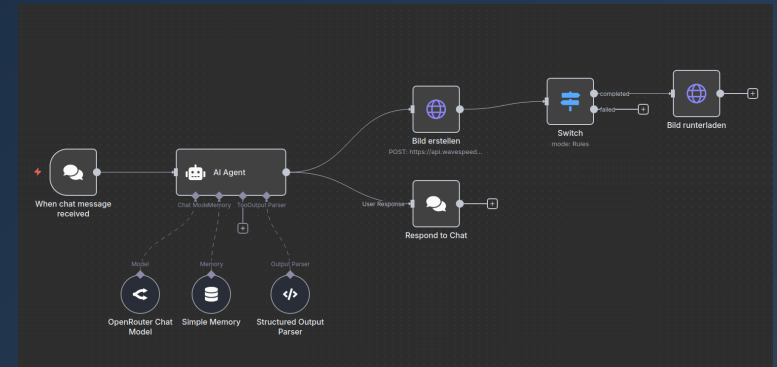 completed
failed
Bild runterladen
Bild erstellen
POST: https://api.wavespeed...
Switch
mode: Rules
AI Agent
When chat message
received
Chat Mode
Memory
Too
Output Parser
User Response
Respond to Chat
Model
Memory
Output Parser
OpenRouter Chat
Model
Simple Memory
Structured Output
Parser